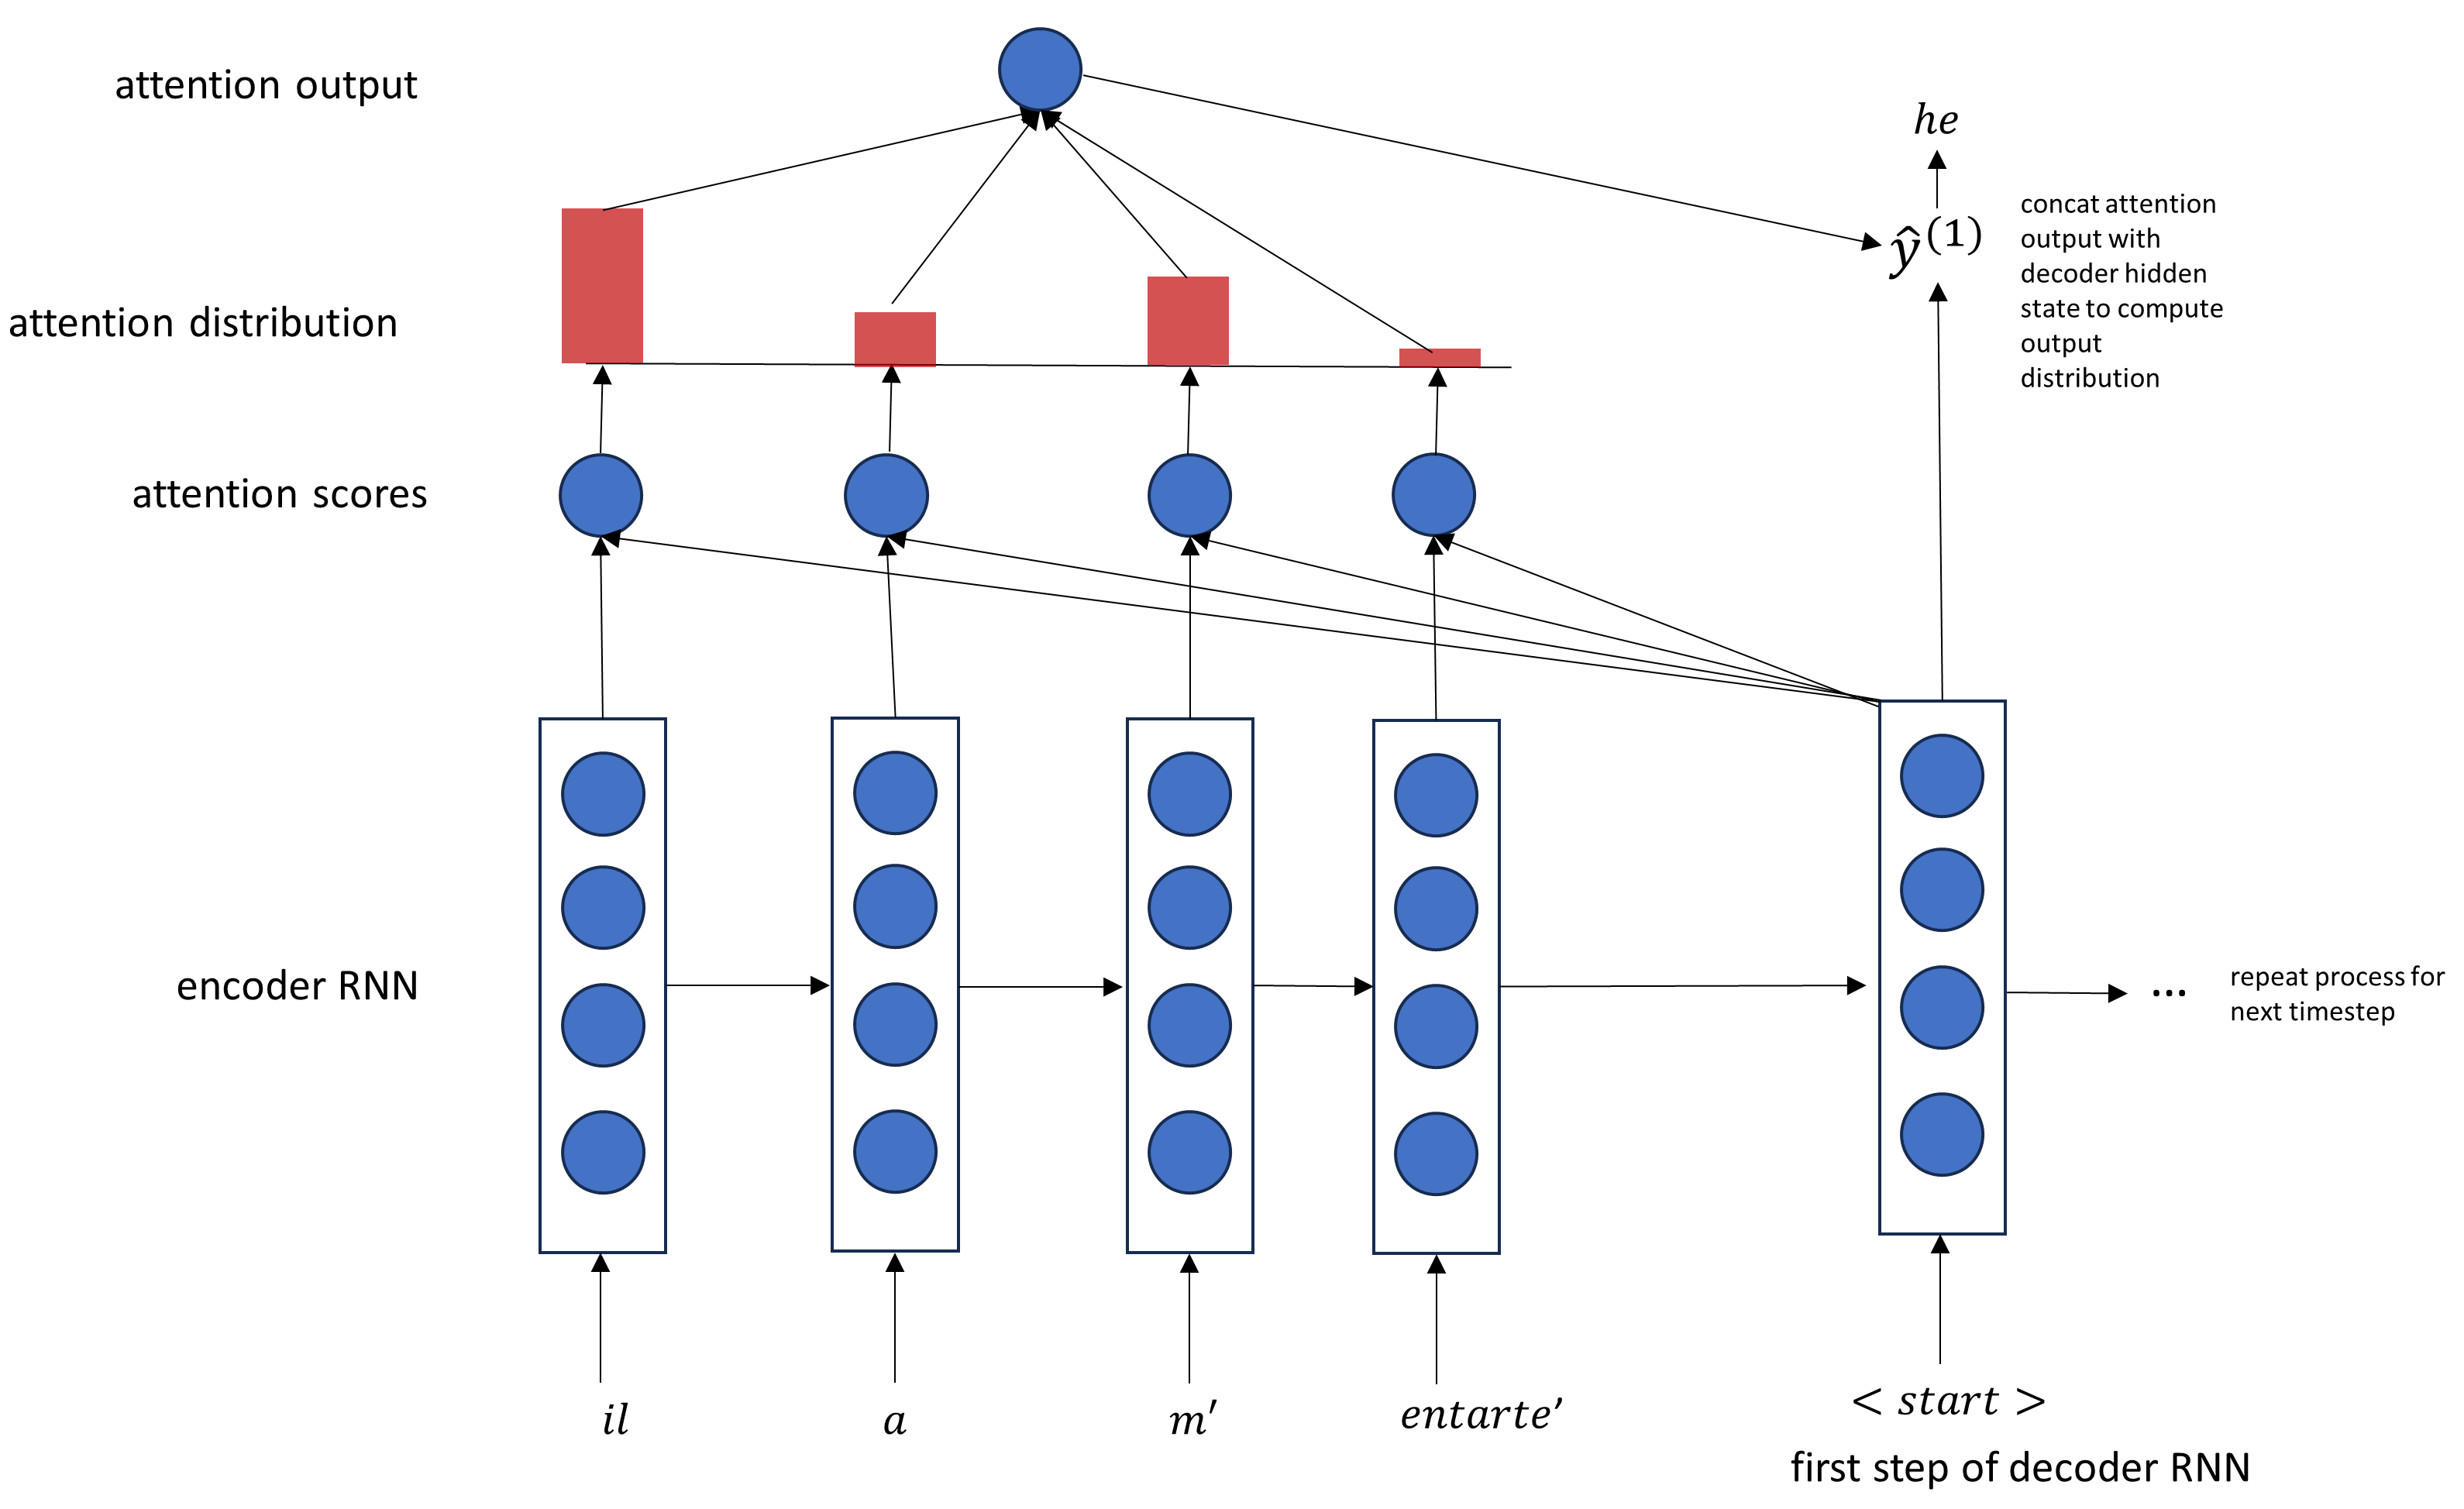 attention output
he
concat attention
output with
decoder hidden
state to compute
output
distribution
ŷ⁽¹⁾
attention distribution
attention scores
encoder RNN
...
repeat process for
next timestep
il
a
m'
entarte’
< start >
first step of decoder RNN